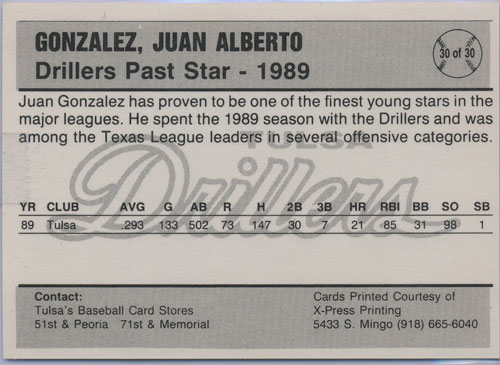 GONZALEZ, JUAN ALBERTO
Drillers Past Star - 1989
30 of 30
Juan Gonzalez has proven to be one of the finest young stars in the
major leagues. He spent the 1989 season with the Drillers and was
among the Texas League leaders in several offensive categories.
TULSA
Drillers
YR CLUB AVG G AB R H 2B 3B HR RBI BB SO SB
89 Tulsa .293 133 502 73 147 30 7 21 85 31 98 1
Contact:
Tulsa's Baseball Card Stores
51st & Peoria 71st & Memorial
Cards Printed Courtesy of
X-Press Printing
5433 S. Mingo (918) 665-6040